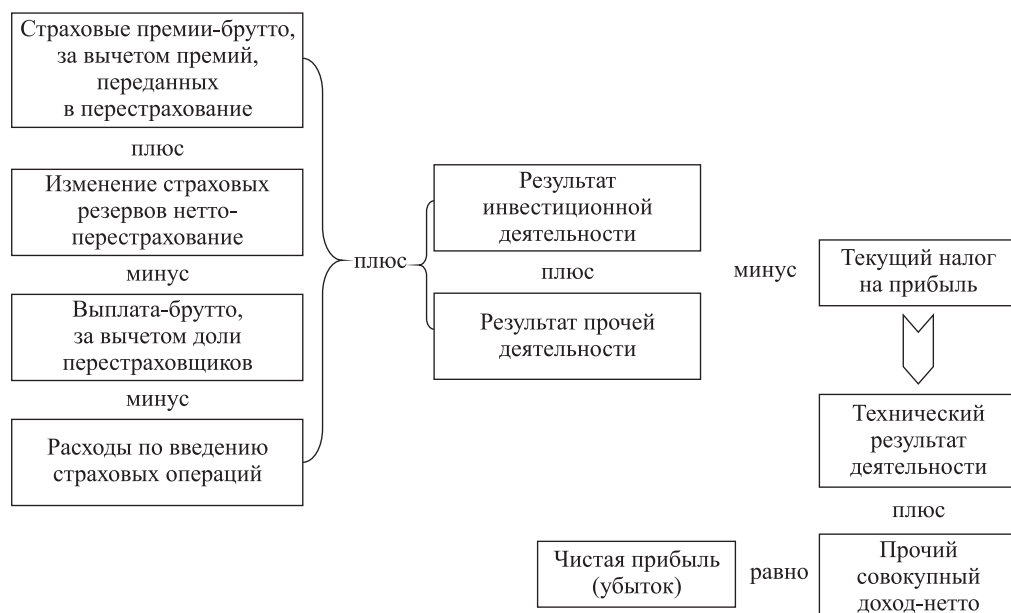 Страховые премии-брутто,
за вычетом премий,
переданных
в перестрахование
плюс
Изменение страховых
резервов нетто-
перестрахование
минус
Выплата-брутто,
за вычетом доли
перестраховщиков
минус
Расходы по введению
страховых операций
плюс
Результат
инвестиционной
деятельности
плюс
Результат прочей
деятельности
минус
Текущий налог
на прибыль
Технический
результат
деятельности
плюс
Прочий
совокупный
доход-нетто
равно
Чистая прибыль
(убыток)